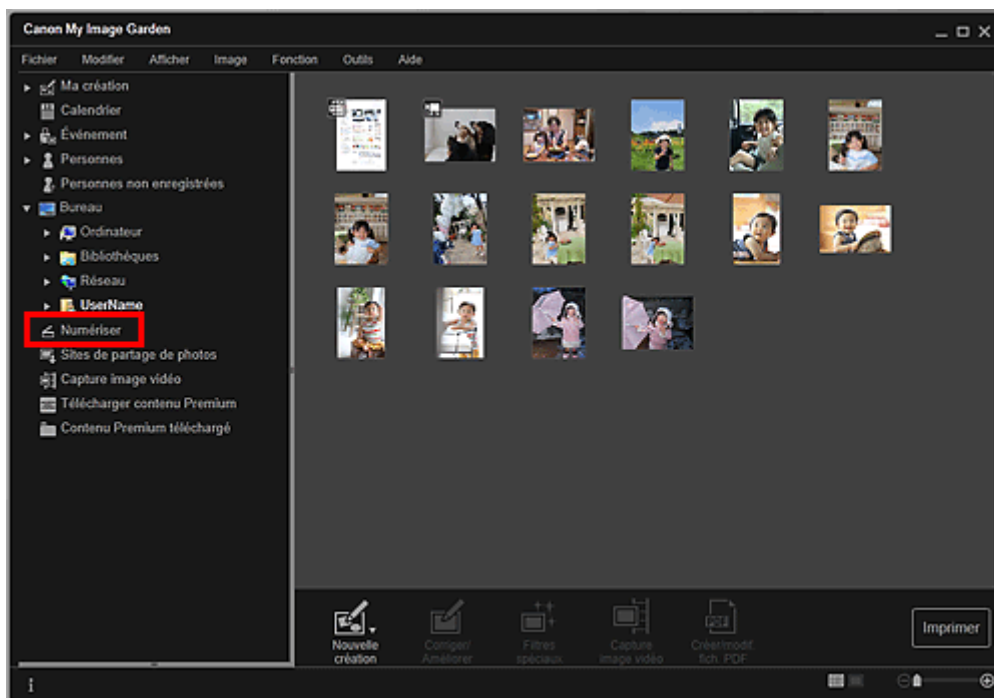 Canon My Image Garden
Fichier Modifier Afficher Image Fonction Outils Aide
Ma création
Calendrier
Événement
Personnes
Personnes non enregistrées
Bureau
Ordinateur
Bibliothèques
Réseau
UserName
Numériser
Sites de partage de photos
Capture image vidéo
Télécharger contenu Premium
Contenu Premium téléchargé
Nouvelle
création
Corriger/
Améliorer
Filtres
spéciaux
Capture
image vidéo
Créer/modif.
fich. PDF
Imprimer